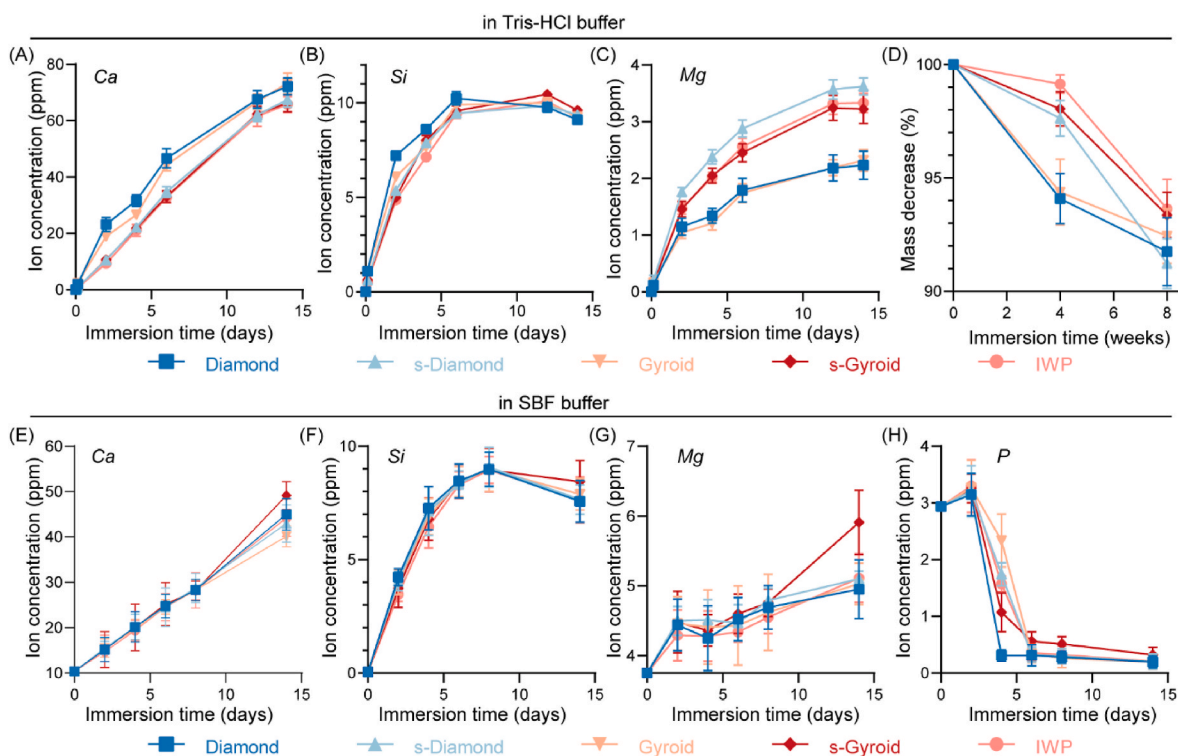 in Tris-HCl buffer
(A) Ca
Ion concentration (ppm)
80
60
40
20
0
0 5 10 15
Immersion time (days)
(B) Si
Ion concentration (ppm)
10
5
0
0 5 10 15
Immersion time (days)
(C) Mg
Ion concentration (ppm)
4
3
2
1
0
0 5 10 15
Immersion time (days)
(D)
Mass decrease (%)
100
95
90
0 4 8
Immersion time (weeks)
Diamond s-Diamond Gyroid s-Gyroid IWP
in SBF buffer
(E) Ca
Ion concentration (ppm)
60
50
40
30
20
10
0 5 10 15
Immersion time (days)
(F) Si
Ion concentration (ppm)
10
8
6
4
2
0
0 5 10 15
Immersion time (days)
(G) Mg
Ion concentration (ppm)
7
6
5
4
0 5 10 15
Immersion time (days)
(H) P
Ion concentration (ppm)
4
3
2
1
0
0 5 10 15
Immersion time (days)
Diamond s-Diamond Gyroid s-Gyroid IWP